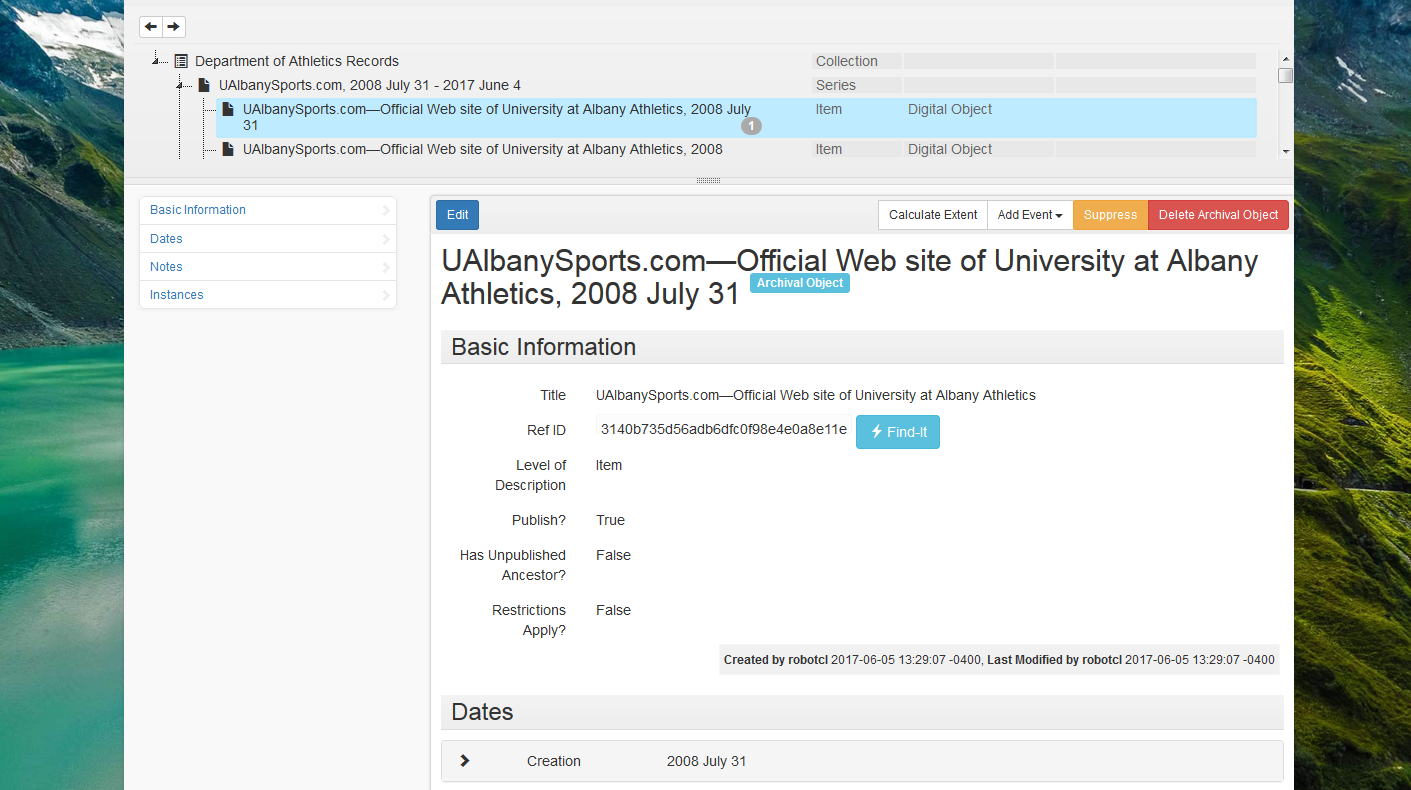 Department of Athletics Records Collection
UAlbanySports.com, 2008 July 31 - 2017 June 4 Series
UAlbanySports.com—Official Web site of University at Albany Athletics, 2008 July Item Digital Object
31 1
UAlbanySports.com—Official Web site of University at Albany Athletics, 2008 Item Digital Object
Basic Information
Dates
Notes
Instances
Edit Calculate Extent Add Event Suppress Delete Archival Object
UAlbanySports.com—Official Web site of University at Albany
Athletics, 2008 July 31 Archival Object
Basic Information
Title UAlbanySports.com—Official Web site of University at Albany Athletics
Ref ID 3140b735d56adb6dfc0f98e4e0a8e11e Find-It
Level of Item
Description
Publish? True
Has Unpublished False
Ancestor?
Restrictions False
Apply?
Created by robotcl 2017-06-05 13:29:07 -0400, Last Modified by robotcl 2017-06-05 13:29:07 -0400
Dates
Creation 2008 July 31